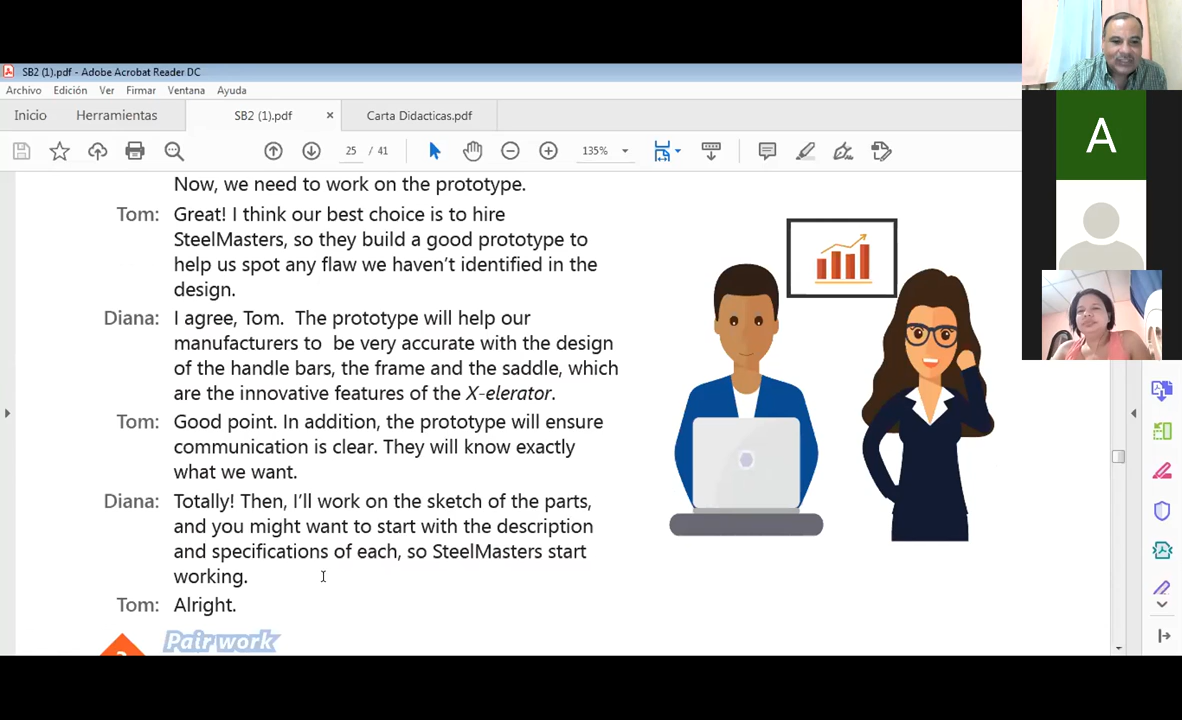 SB2 (1).pdf - Adobe Acrobat Reader DC
Archivo Edición Ver Firmar Ventana Ayuda
Inicio Herramientas SB2 (1).pdf × Carta Didacticas.pdf
25 / 41 135%
Now, we need to work on the prototype.
Tom: Great! I think our best choice is to hire
SteelMasters, so they build a good prototype to
help us spot any flaw we haven't identified in the
design.
Diana: I agree, Tom. The prototype will help our
manufacturers to be very accurate with the design
of the handle bars, the frame and the saddle, which
are the innovative features of the X-elerator.
Tom: Good point. In addition, the prototype will ensure
communication is clear. They will know exactly
what we want.
Diana: Totally! Then, I'll work on the sketch of the parts,
and you might want to start with the description
and specifications of each, so SteelMasters start
working.
Tom: Alright.
Pair work
A